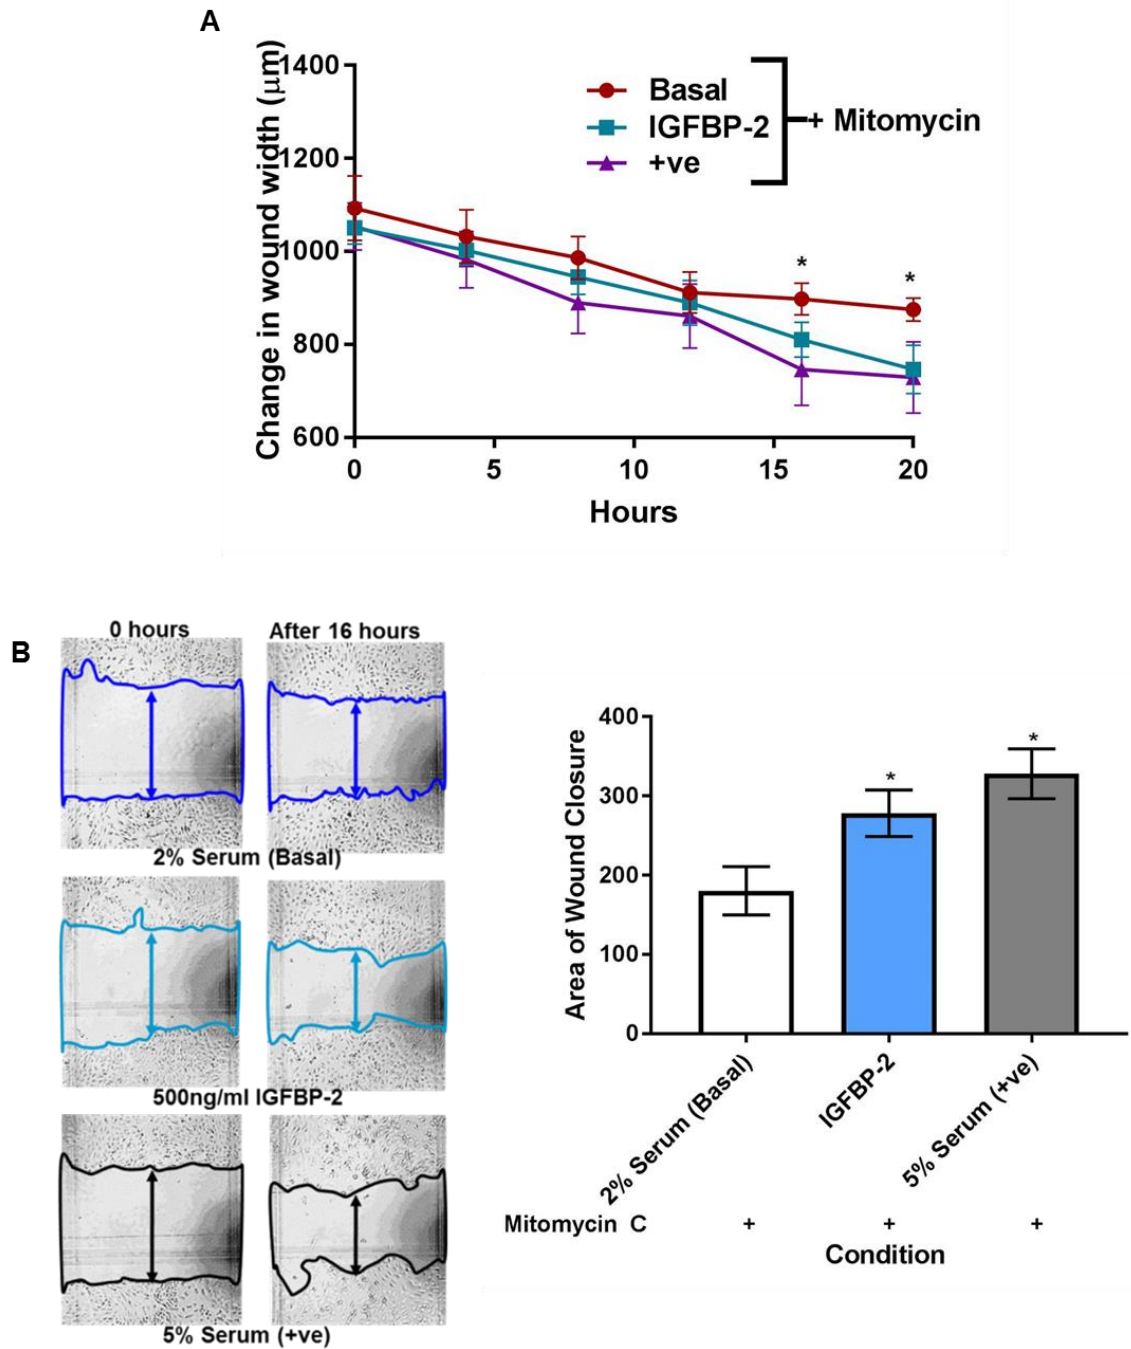 A
Change in wound width (μm)
1400
1200
1000
800
600
0
5
10
15
20
Hours
Basal
IGFBP-2
+ve
+ Mitomycin
*
*
B
0 hours
After 16 hours
2% Serum (Basal)
500ng/ml IGFBP-2
5% Serum (+ve)
Area of Wound Closure
400
300
200
100
0
*
*
2% Serum (Basal)
IGFBP-2
5% Serum (+ve)
Mitomycin C + + +
Condition